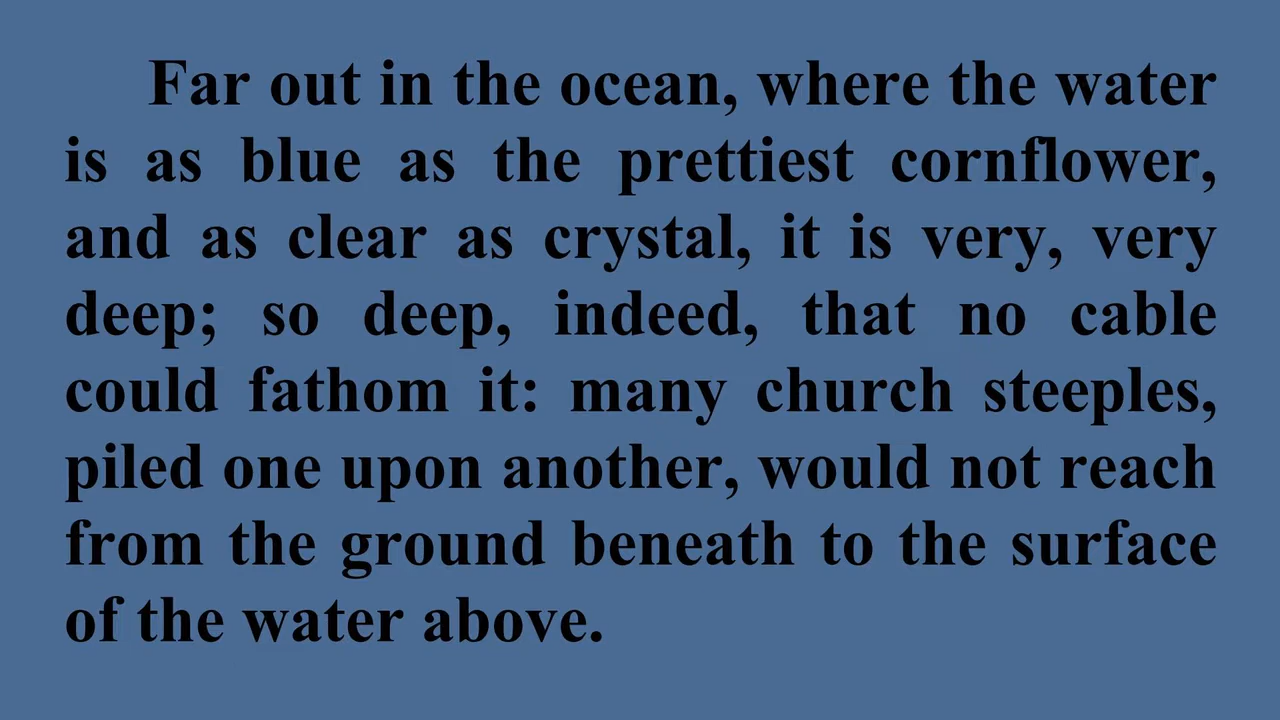 Far out in the ocean, where the water
is as blue as the prettiest cornflower,
and as clear as crystal, it is very, very
deep; so deep, indeed, that no cable
could fathom it: many church steeples,
piled one upon another, would not reach
from the ground beneath to the surface
of the water above.